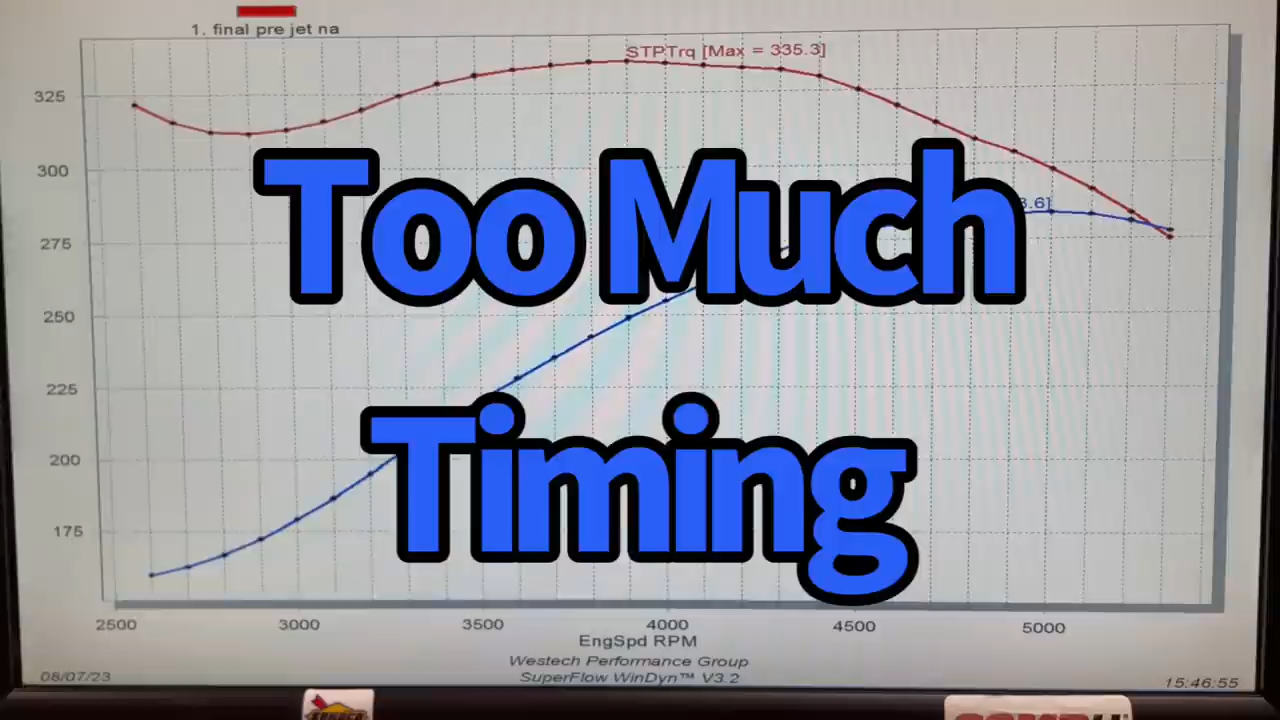 1. final pre jet na
STPTrq [Max = 335.3]
325
300
275
250
225
200
175
3.6]
Too Much
Timing
2500 3000 3500 4000 4500 5000
EngSpd RPM
Westech Performance Group
SuperFlow WinDyn™ V3.2
08/07/23
15:46:55